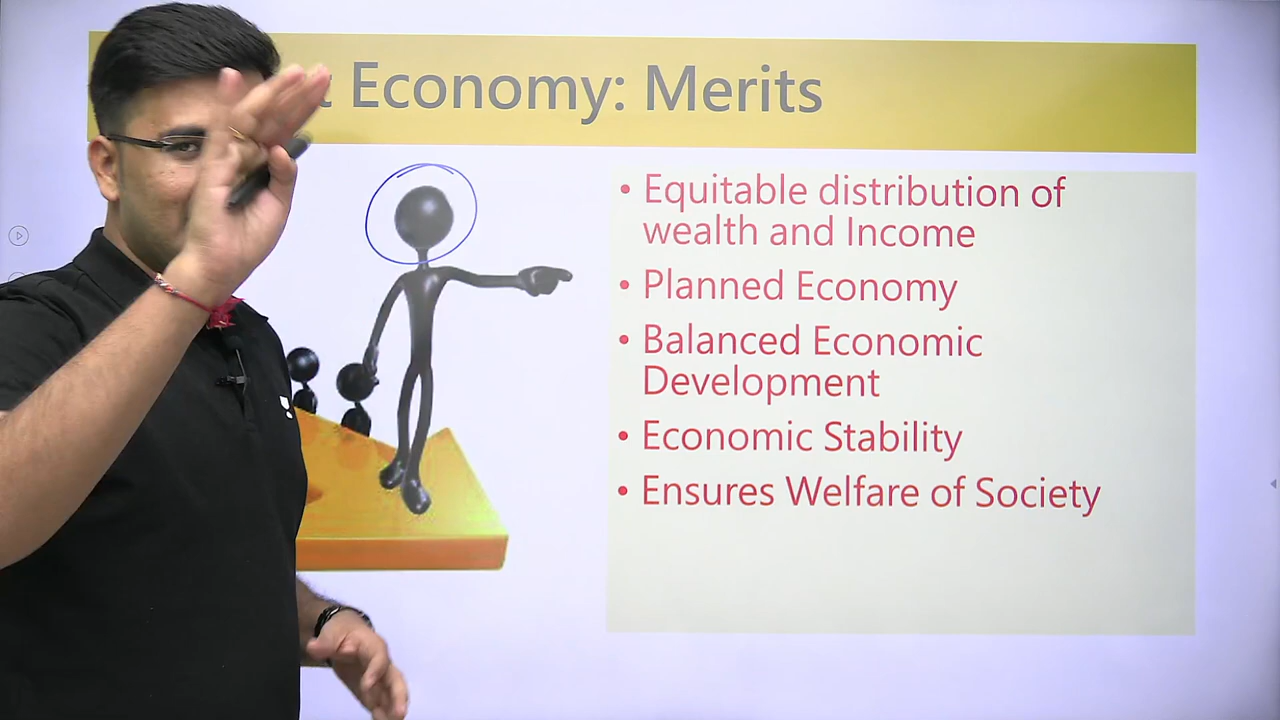 Economy: Merits
• Equitable distribution of
wealth and Income
• Planned Economy
• Balanced Economic
Development
• Economic Stability
• Ensures Welfare of Society